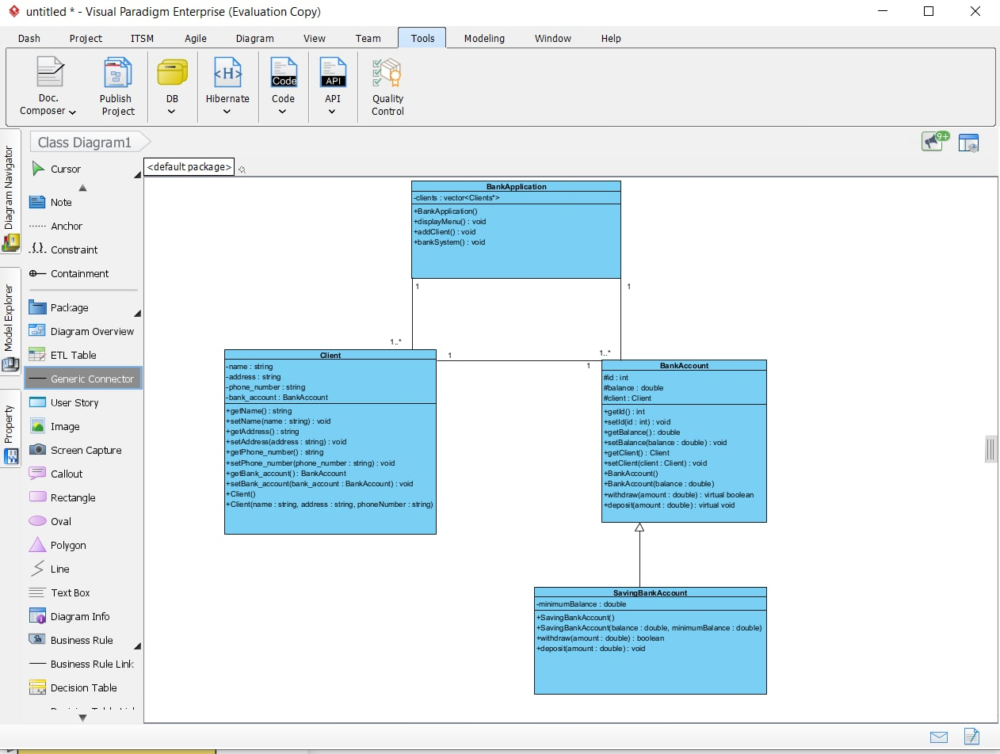 untitled * - Visual Paradigm Enterprise (Evaluation Copy)
Dash Project ITSM Agile Diagram View Team Tools Modeling Window Help
Doc. Composer
Publish Project
DB
Hibernate
Code
Code
API
API
Quality Control
<H>
Diagram Navigator
Model Explorer
Property
Class Diagram1
9+
<default package>
Cursor
Note
Anchor
Constraint
Containment
Package
Diagram Overview
ETL Table
Generic Connector
User Story
Image
Screen Capture
Callout
Rectangle
Oval
Polygon
Line
Text Box
Diagram Info
Business Rule
Business Rule Link
Decision Table
BankApplication
-clients : vector<Clients*>
+BankApplication()
+displayMenu() : void
+addClient() : void
+bankSystem() : void
1
1
1..*
1..*
1
1
Client
-name : string
-address : string
-phone_number : string
-bank_account : BankAccount
+getName() : string
+setName(name : string) : void
+getAddress() : string
+setAddress(address : string) : void
+getPhone_number() : string
+setPhone_number(phone_number : string) : void
+getBank_account() : BankAccount
+setBank_account(bank_account : BankAccount) : void
+Client()
+Client(name : string, address : string, phoneNumber : string)
BankAccount
#id : int
#balance : double
#client : Client
+getId() : int
+setId(id : int) : void
+getBalance() : double
+setBalance(balance : double) : void
+getClient() : Client
+setClient(client : Client) : void
+BankAccount()
+BankAccount(balance : double)
+withdraw(amount : double) : virtual boolean
+deposit(amount : double) : virtual void
SavingBankAccount
-minimumBalance : double
+SavingBankAccount()
+SavingBankAccount(balance : double, minimumBalance : double)
+withdraw(amount : double) : boolean
+deposit(amount : double) : void